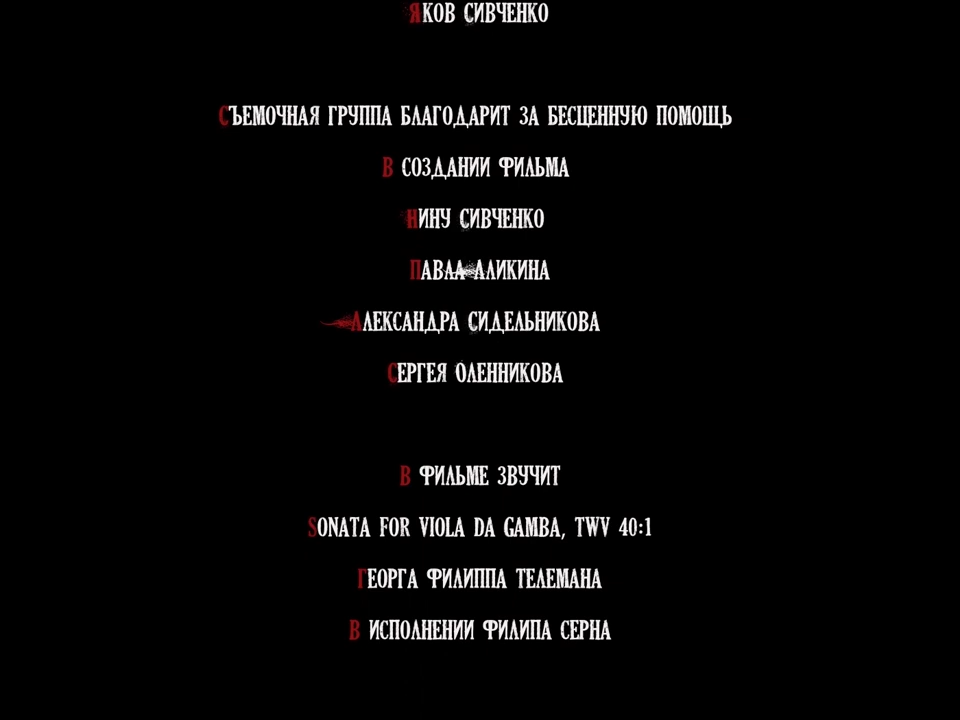 ЯКОВ СИВЧЕНКО
СЪЕМОЧНАЯ ГРУППА БЛАГОДАРИТ ЗА БЕСЦЕННУЮ ПОМОЩЬ
В СОЗДАНИИ ФИЛЬМА
НИНУ СИВЧЕНКО
ПАВЛА АЛИКИНА
АЛЕКСАНДРА СИДЕЛЬНИКОВА
СЕРГЕЯ ОЛЕННИКОВА
В ФИЛЬМЕ ЗВУЧИТ
SONATA FOR VIOLA DA GAMBA, TWV 40:1
ГЕОРГА ФИЛИППА ТЕЛЕМАНА
В ИСПОЛНЕНИИ ФИЛИПА СЕРНА